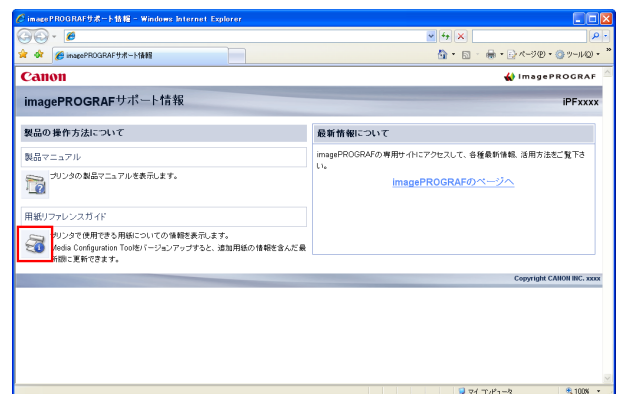 imagePROGRAFサポート情報 - Windows Internet Explorer
imagePROGRAFサポート情報
ページ(P)
ツール(O)
Canon
imagePROGRAF
imagePROGRAFサポート情報
iPFxxxx
製品の操作方法について
製品マニュアル
プリンタの製品マニュアルを表示します。
用紙リファレンスガイド
プリンタで使用できる用紙についての情報を表示します。
Media Configuration Toolをバージョンアップすると、追加用紙の情報を含んだ最
新版に更新できます。
最新情報について
imagePROGRAFの専用サイトにアクセスして、各種最新情報、活用方法をご覧下さ
い。
imagePROGRAFのページへ
Copyright CANON INC. xxxx
マイ コンピュータ
100%